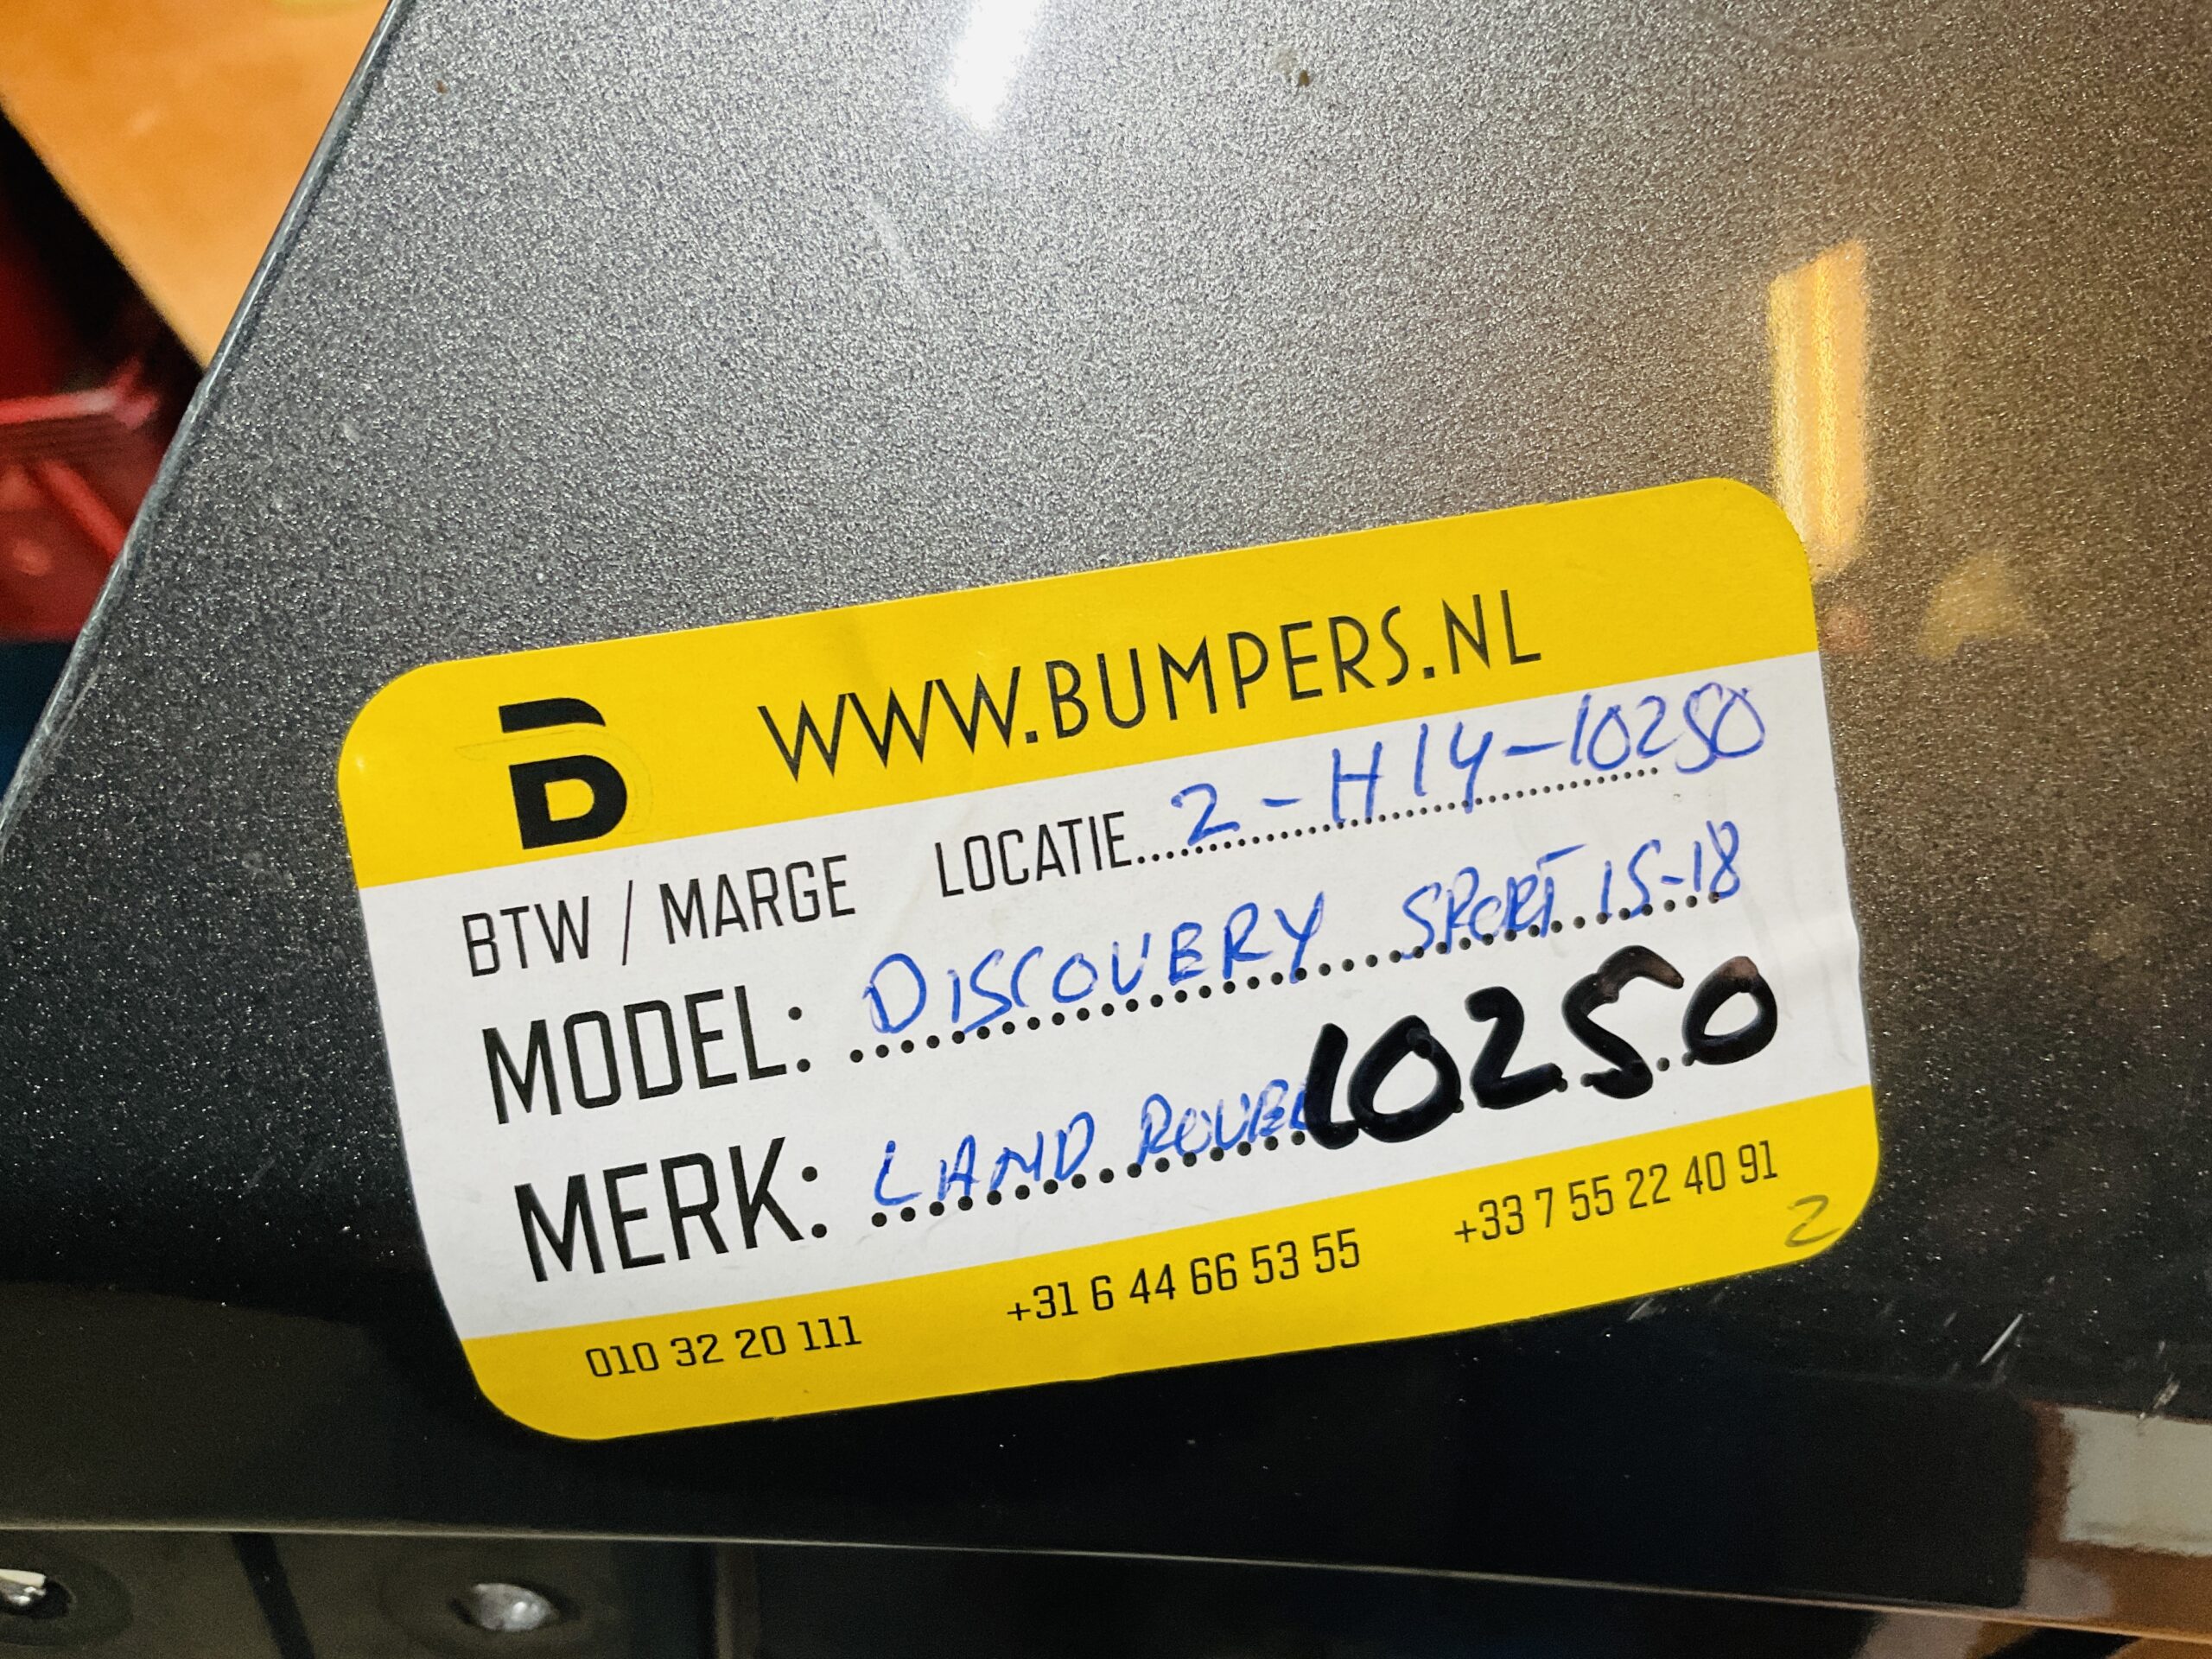 B WWW.BUMPERS.NL
BTW / MARGE LOCATIE 2-H14-10250
MODEL: DISCOVERY SPORT 15-18
MERK: LAND ROVER 10250
010 32 20 111 +31 6 44 66 53 55 +33 7 55 22 40 91
2